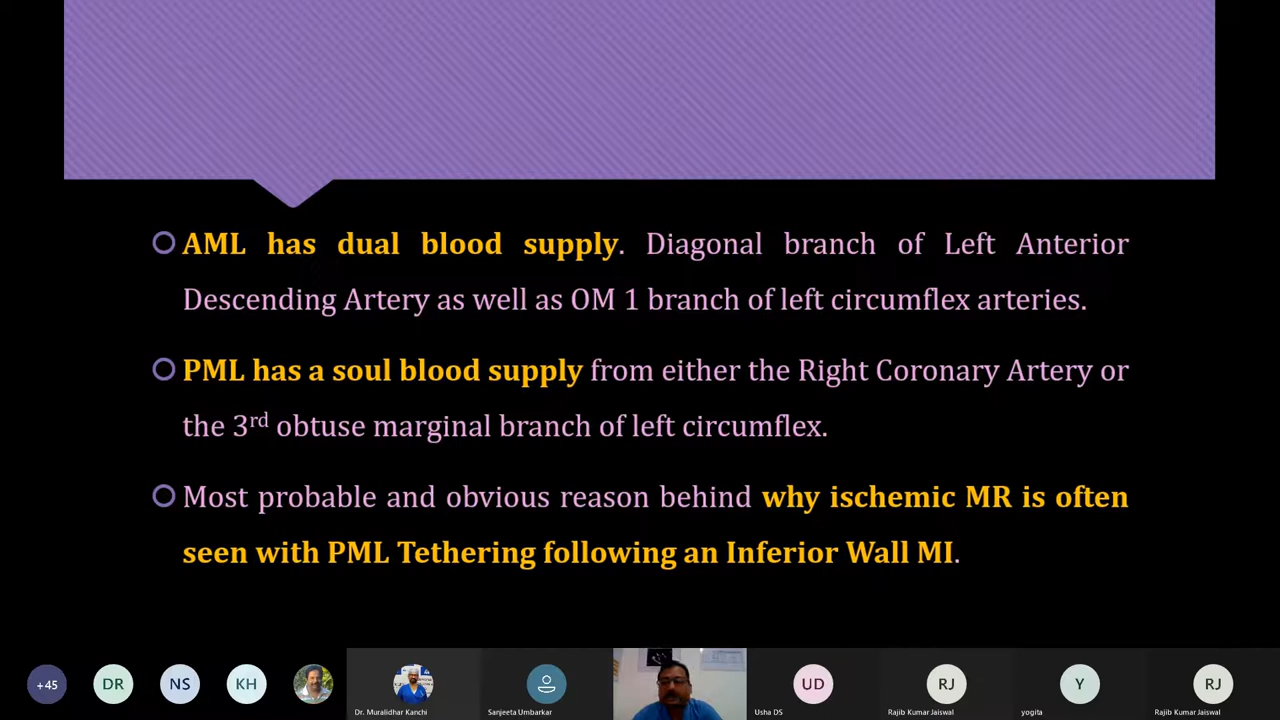 AML has dual blood supply. Diagonal branch of Left Anterior
Descending Artery as well as OM 1 branch of left circumflex arteries.
PML has a soul blood supply from either the Right Coronary Artery or
the 3rd obtuse marginal branch of left circumflex.
Most probable and obvious reason behind why ischemic MR is often
seen with PML Tethering following an Inferior Wall MI.
+45
DR
NS
KH
UD
RJ
Y
RJ
Dr. Muralidhar Kanchi
Sanjeeta Umbarkar
Usha DS
Rajib Kumar Jaiswal
yogita
Rajib Kumar Jaiswal